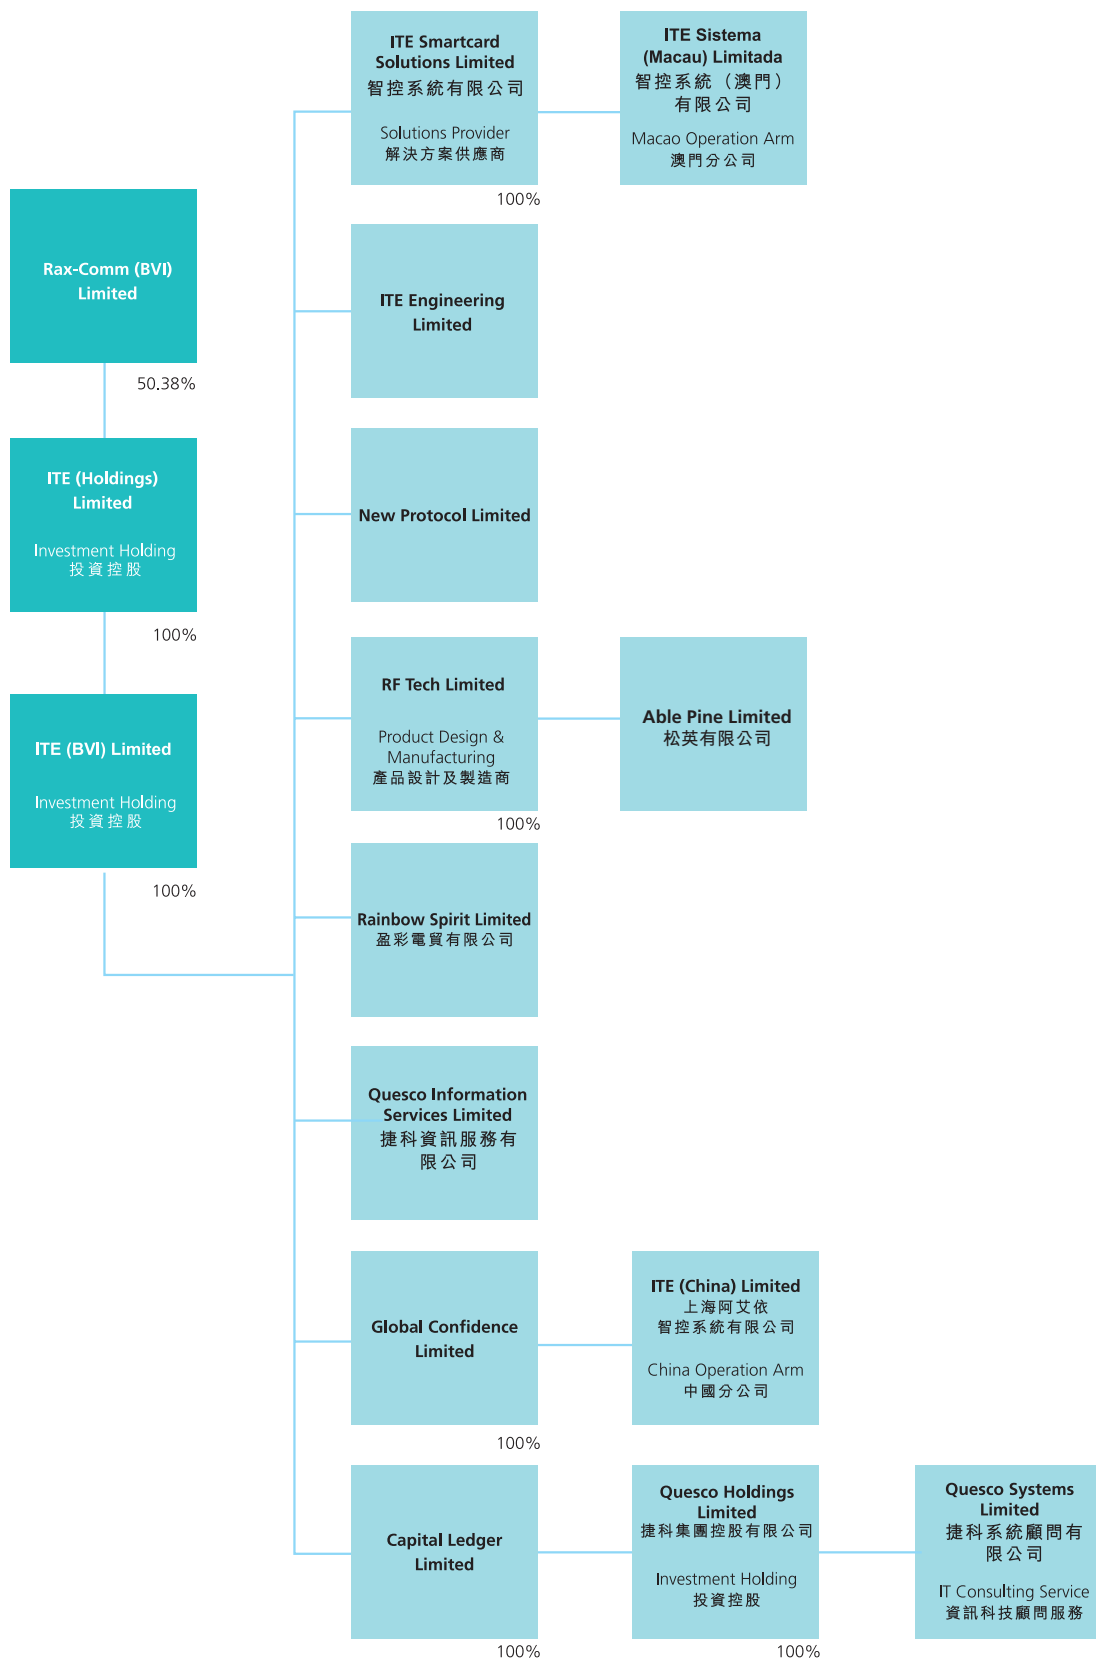 Rax-Comm (BVI)
Limited
50.38%
ITE (Holdings)
Limited
Investment Holding
投資控股
100%
ITE (BVI) Limited
Investment Holding
投資控股
100%
ITE Smartcard
Solutions Limited
智控系統有限公司
Solutions Provider
解決方案供應商
100%
ITE Sistema
(Macau) Limitada
智控系統（澳門）
有限公司
Macao Operation Arm
澳門分公司
ITE Engineering
Limited
New Protocol Limited
RF Tech Limited
Product Design &
Manufacturing
產品設計及製造商
100%
Able Pine Limited
松英有限公司
Rainbow Spirit Limited
盈彩電貿有限公司
Quesco Information
Services Limited
捷科資訊服務有
限公司
Global Confidence
Limited
100%
ITE (China) Limited
上海阿艾依
智控系統有限公司
China Operation Arm
中國分公司
Capital Ledger
Limited
100%
Quesco Holdings
Limited
捷科集團控股有限公司
Investment Holding
投資控股
100%
Quesco Systems
Limited
捷科系統顧問有
限公司
IT Consulting Service
資訊科技顧問服務